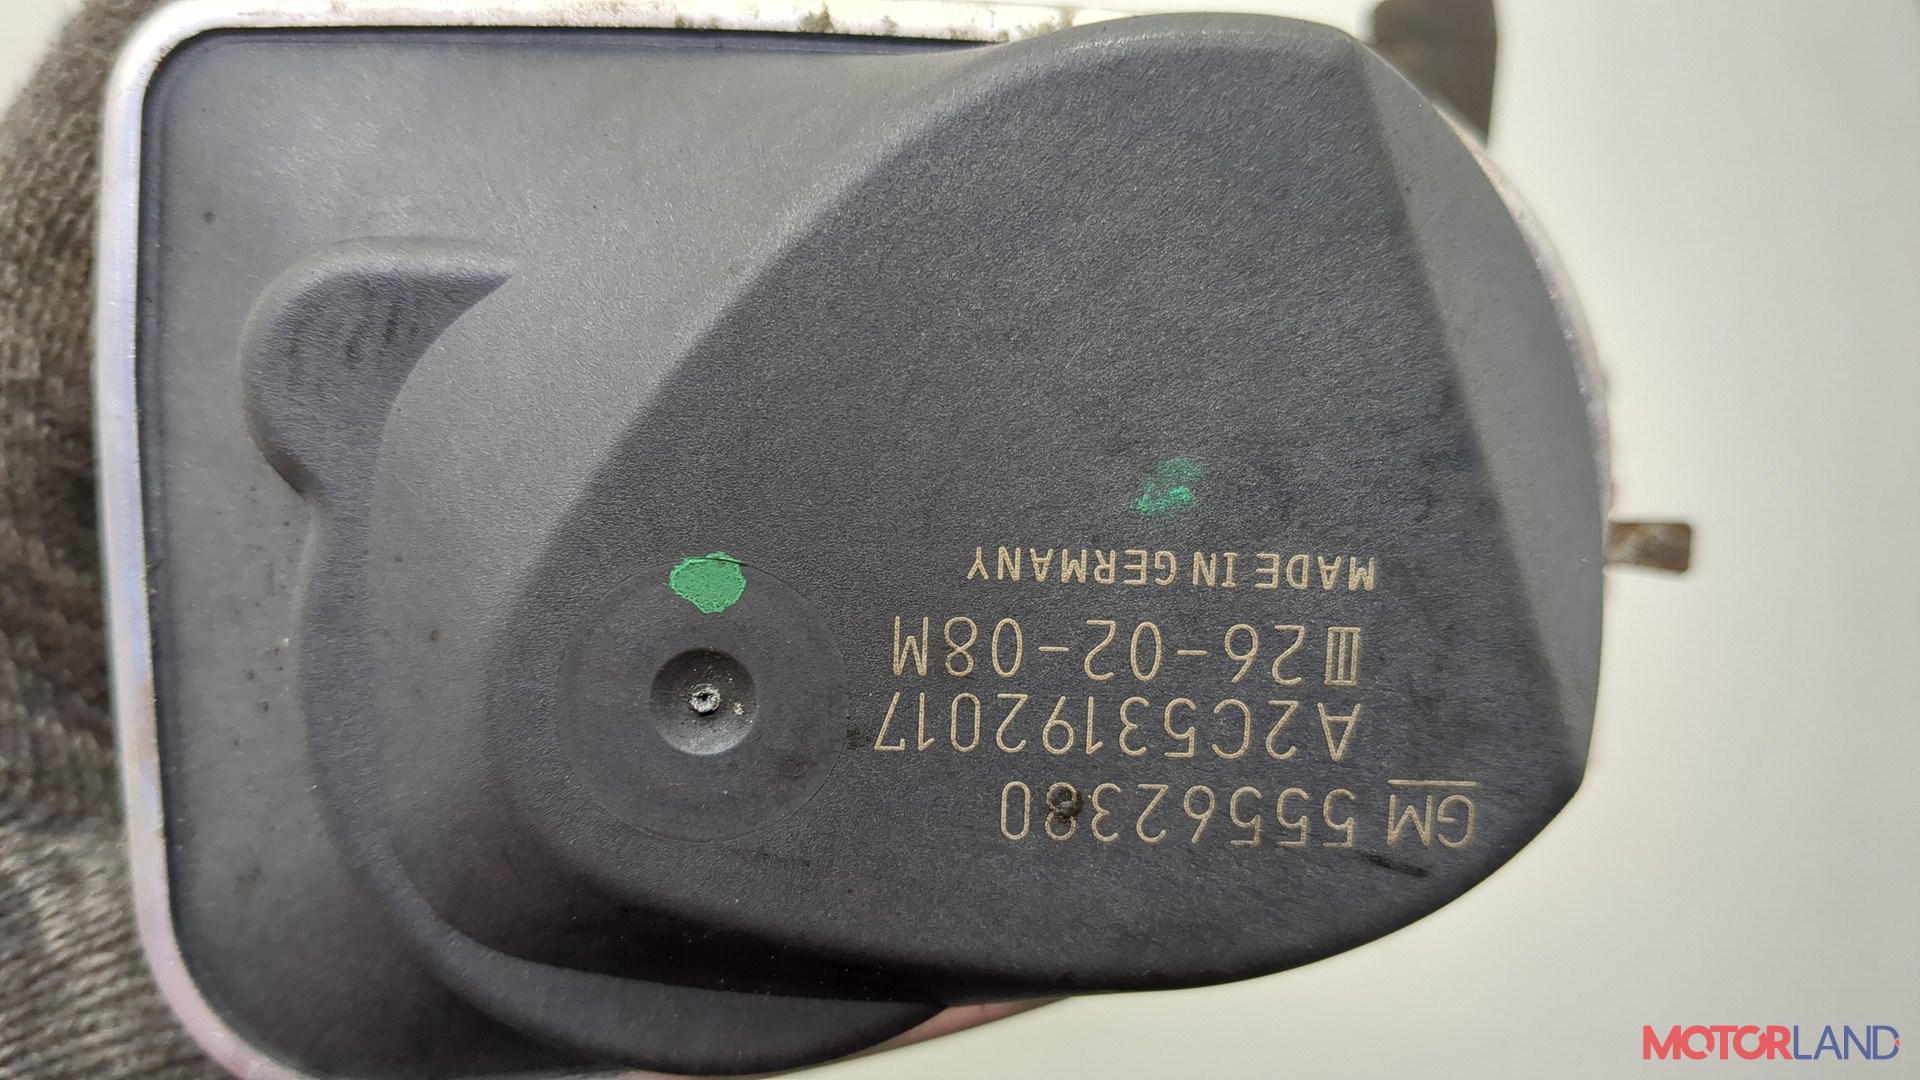 GM 55562380
A2C53192017
26-02-08M
MADE IN GERMANY
MOTORLAND